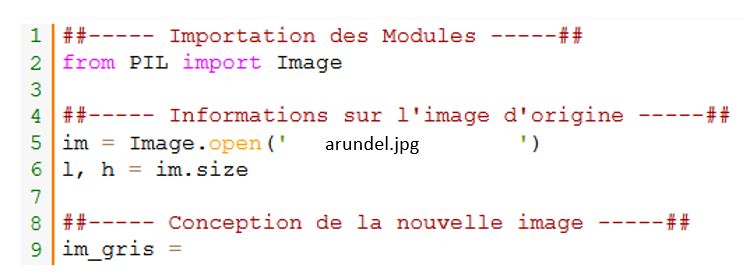 1 ##----- Importation des Modules -----##
2 from PIL import Image
3
4 ##----- Informations sur l'image d'origine -----##
5 im = Image.open(' arundel.jpg ')
6 l, h = im.size
7
8 ##----- Conception de la nouvelle image -----##
9 im_gris =